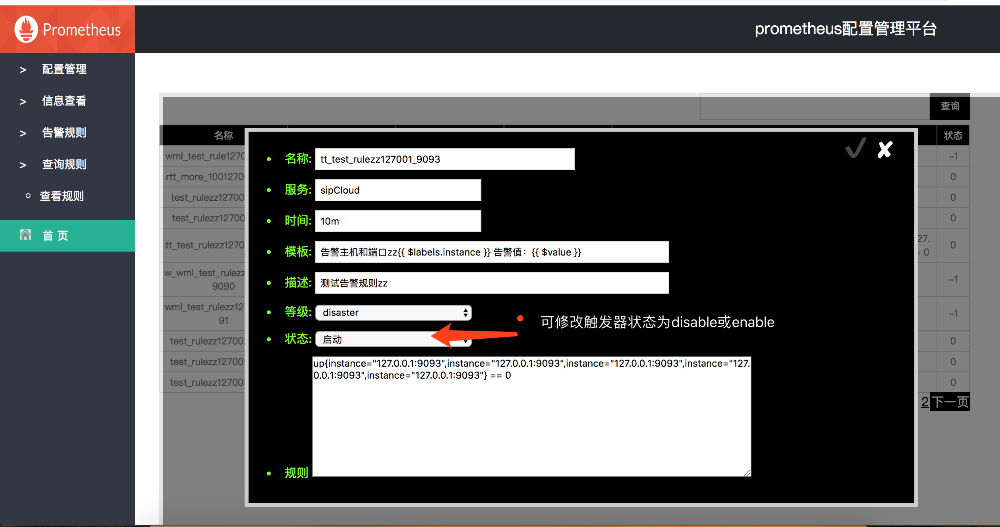 Prometheus
prometheus配置管理平台
> 配置管理
> 信息查看
> 告警规则
> 查询规则
查看规则
首 页
查询
名称
状态
wml_test_rule1270
–1
rtt_more_1001270
0
test_rulezz12700
0
test_rulezz12700
0
tt_test_rulezz1270
27.
= 0
0
w_wml_test_rulezz
9090
–1
wml_test_rulezz12
91
–1
test_rulezz12700
0
test_rulezz12700
0
test_rulezz12700
0
2 下一页
名称: tt_test_rulezz127001_9093
服务: sipCloud
时间: 10m
模板: 告警主机和端口zz{{ $labels.instance }} 告警值：{{ $value }}
描述: 测试告警规则zz
等级: disaster
可修改触发器状态为disable或enable
状态: 启动
up{instance="127.0.0.1:9093",instance="127.0.0.1:9093",instance="127.0.0.1:9093",instance="127.
0.0.1:9093",instance="127.0.0.1:9093"} == 0
规则